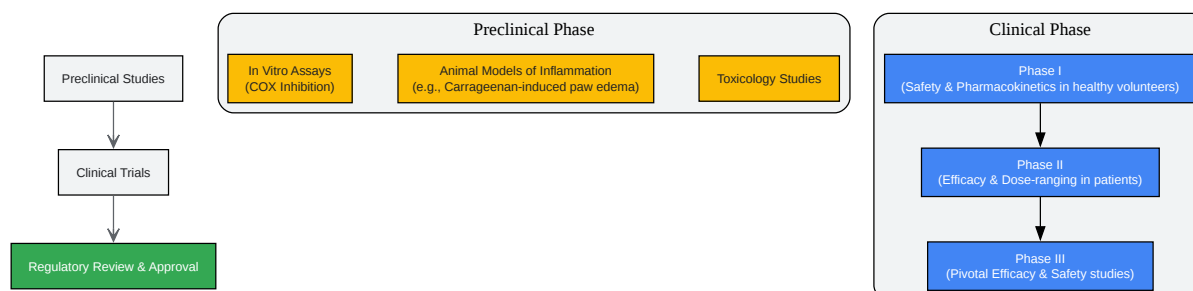 Preclinical Studies
Clinical Trials
Regulatory Review & Approval
Preclinical Phase
In Vitro Assays
(COX Inhibition)
Animal Models of Inflammation
(e.g., Carrageenan-induced paw edema)
Toxicology Studies
Clinical Phase
Phase I
(Safety & Pharmacokinetics in healthy volunteers)
Phase II
(Efficacy & Dose-ranging in patients)
Phase III
(Pivotal Efficacy & Safety studies)